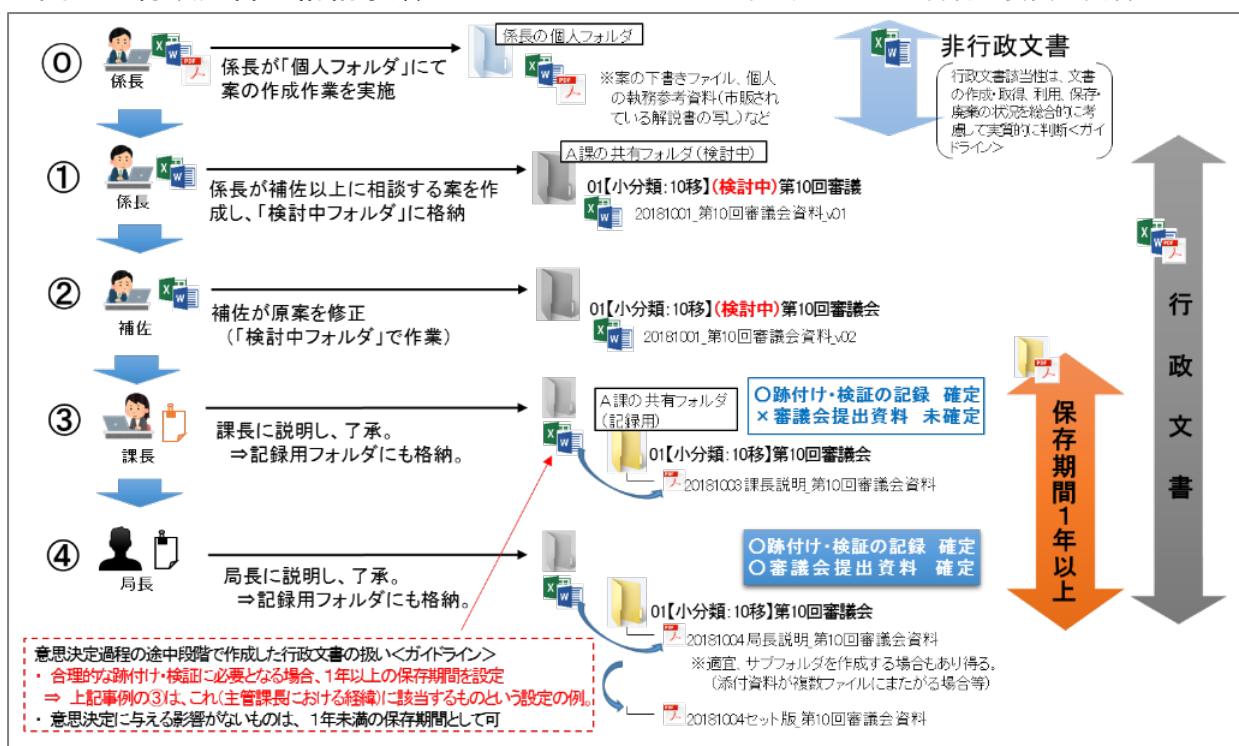 ⓪
係長
係長が「個人フォルダ」にて
案の作成作業を実施
係長の個人フォルダ
※案の下書きファイル、個人
の執務参考資料(市販され
ている解説書の写し)など
非行政文書
行政文書該当性は、文書
の作成・取得、利用、保存・
廃棄の状況を総合的に考
慮して実質的に判断<ガイ
ドライン>
①
係長
係長が補佐以上に相談する案を作
成し、「検討中フォルダ」に格納
A課の共有フォルダ(検討中)
01【小分類:10移】(検討中)第10回審議
20181001_第10回審議会資料_v01
②
補佐
補佐が原案を修正
(「検討中フォルダ」で作業)
01【小分類:10移】(検討中)第10回審議会
20181001_第10回審議会資料_v02
③
課長
課長に説明し、了承。
⇒記録用フォルダにも格納。
A課の共有フォルダ
(記録用)
〇跡付け・検証の記録 確定
×審議会提出資料 未確定
01【小分類:10移】第10回審議会
20181003課長説明_第10回審議会資料
④
局長
局長に説明し、了承。
⇒記録用フォルダにも格納。
〇跡付け・検証の記録 確定
〇審議会提出資料 確定
01【小分類:10移】第10回審議会
20181004局長説明_第10回審議会資料
※適宜、サブフォルダを作成する場合もあり得る。
(添付資料が複数ファイルにまたがる場合等)
20181004セット版_第10回審議会資料
保存期間1年以上
行政文書
意思決定過程の途中段階で作成した行政文書の扱い<ガイドライン>
・ 合理的な跡付け・検証に必要となる場合、1年以上の保存期間を設定
⇒ 上記事例の③は、これ(主管課長における経緯)に該当するものという設定の例。
・ 意思決定に与える影響がないものは、1年未満の保存期間として可